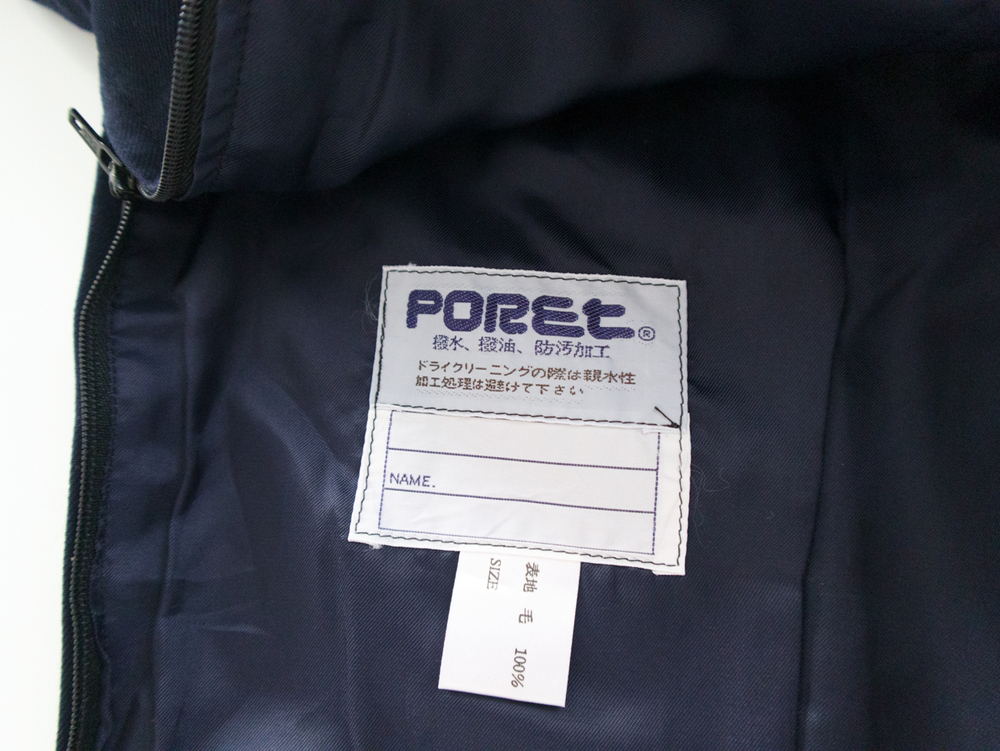 POREt®
撥水、撥油、防汚加工
ドライクリーニングの際は親水性
加工処理は避けて下さい
NAME.
表地 毛 100%
SIZE